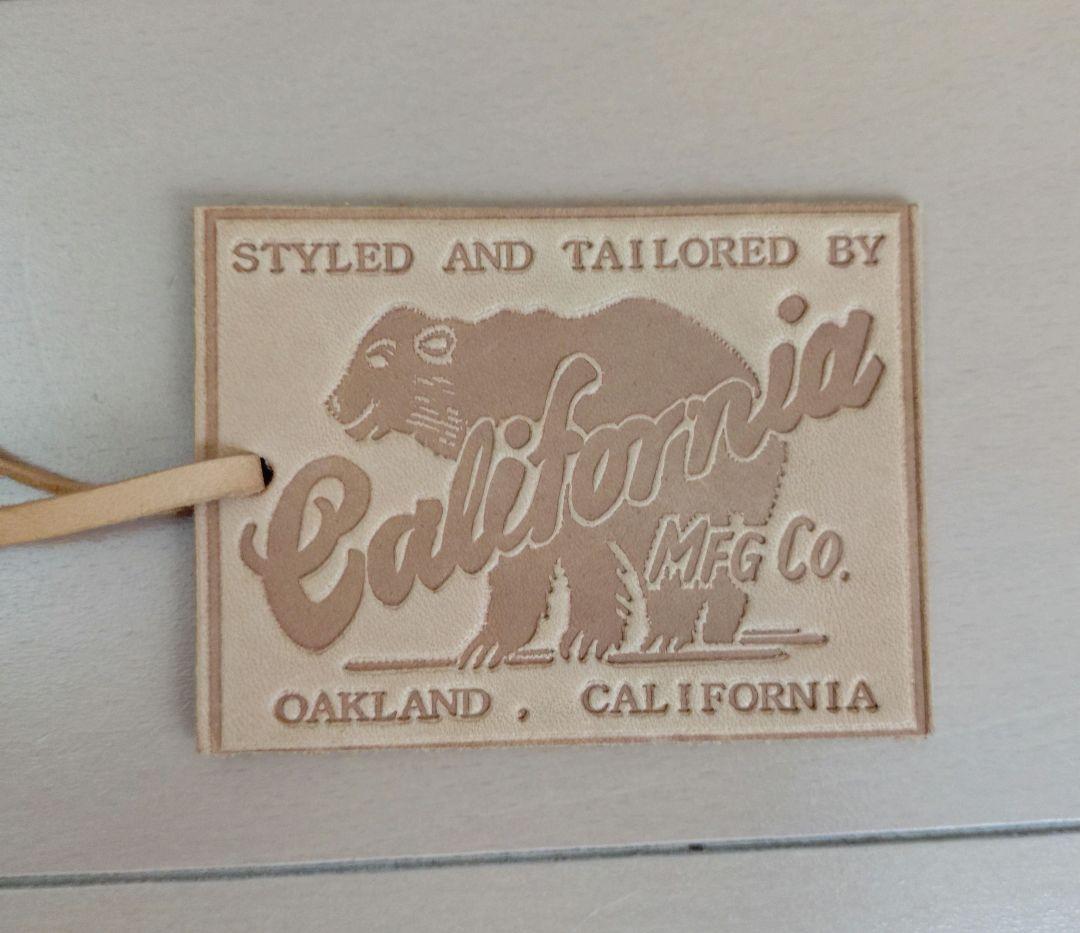 STYLED AND TAILORED BY
California
MFG CO.
OAKLAND, CALIFORNIA